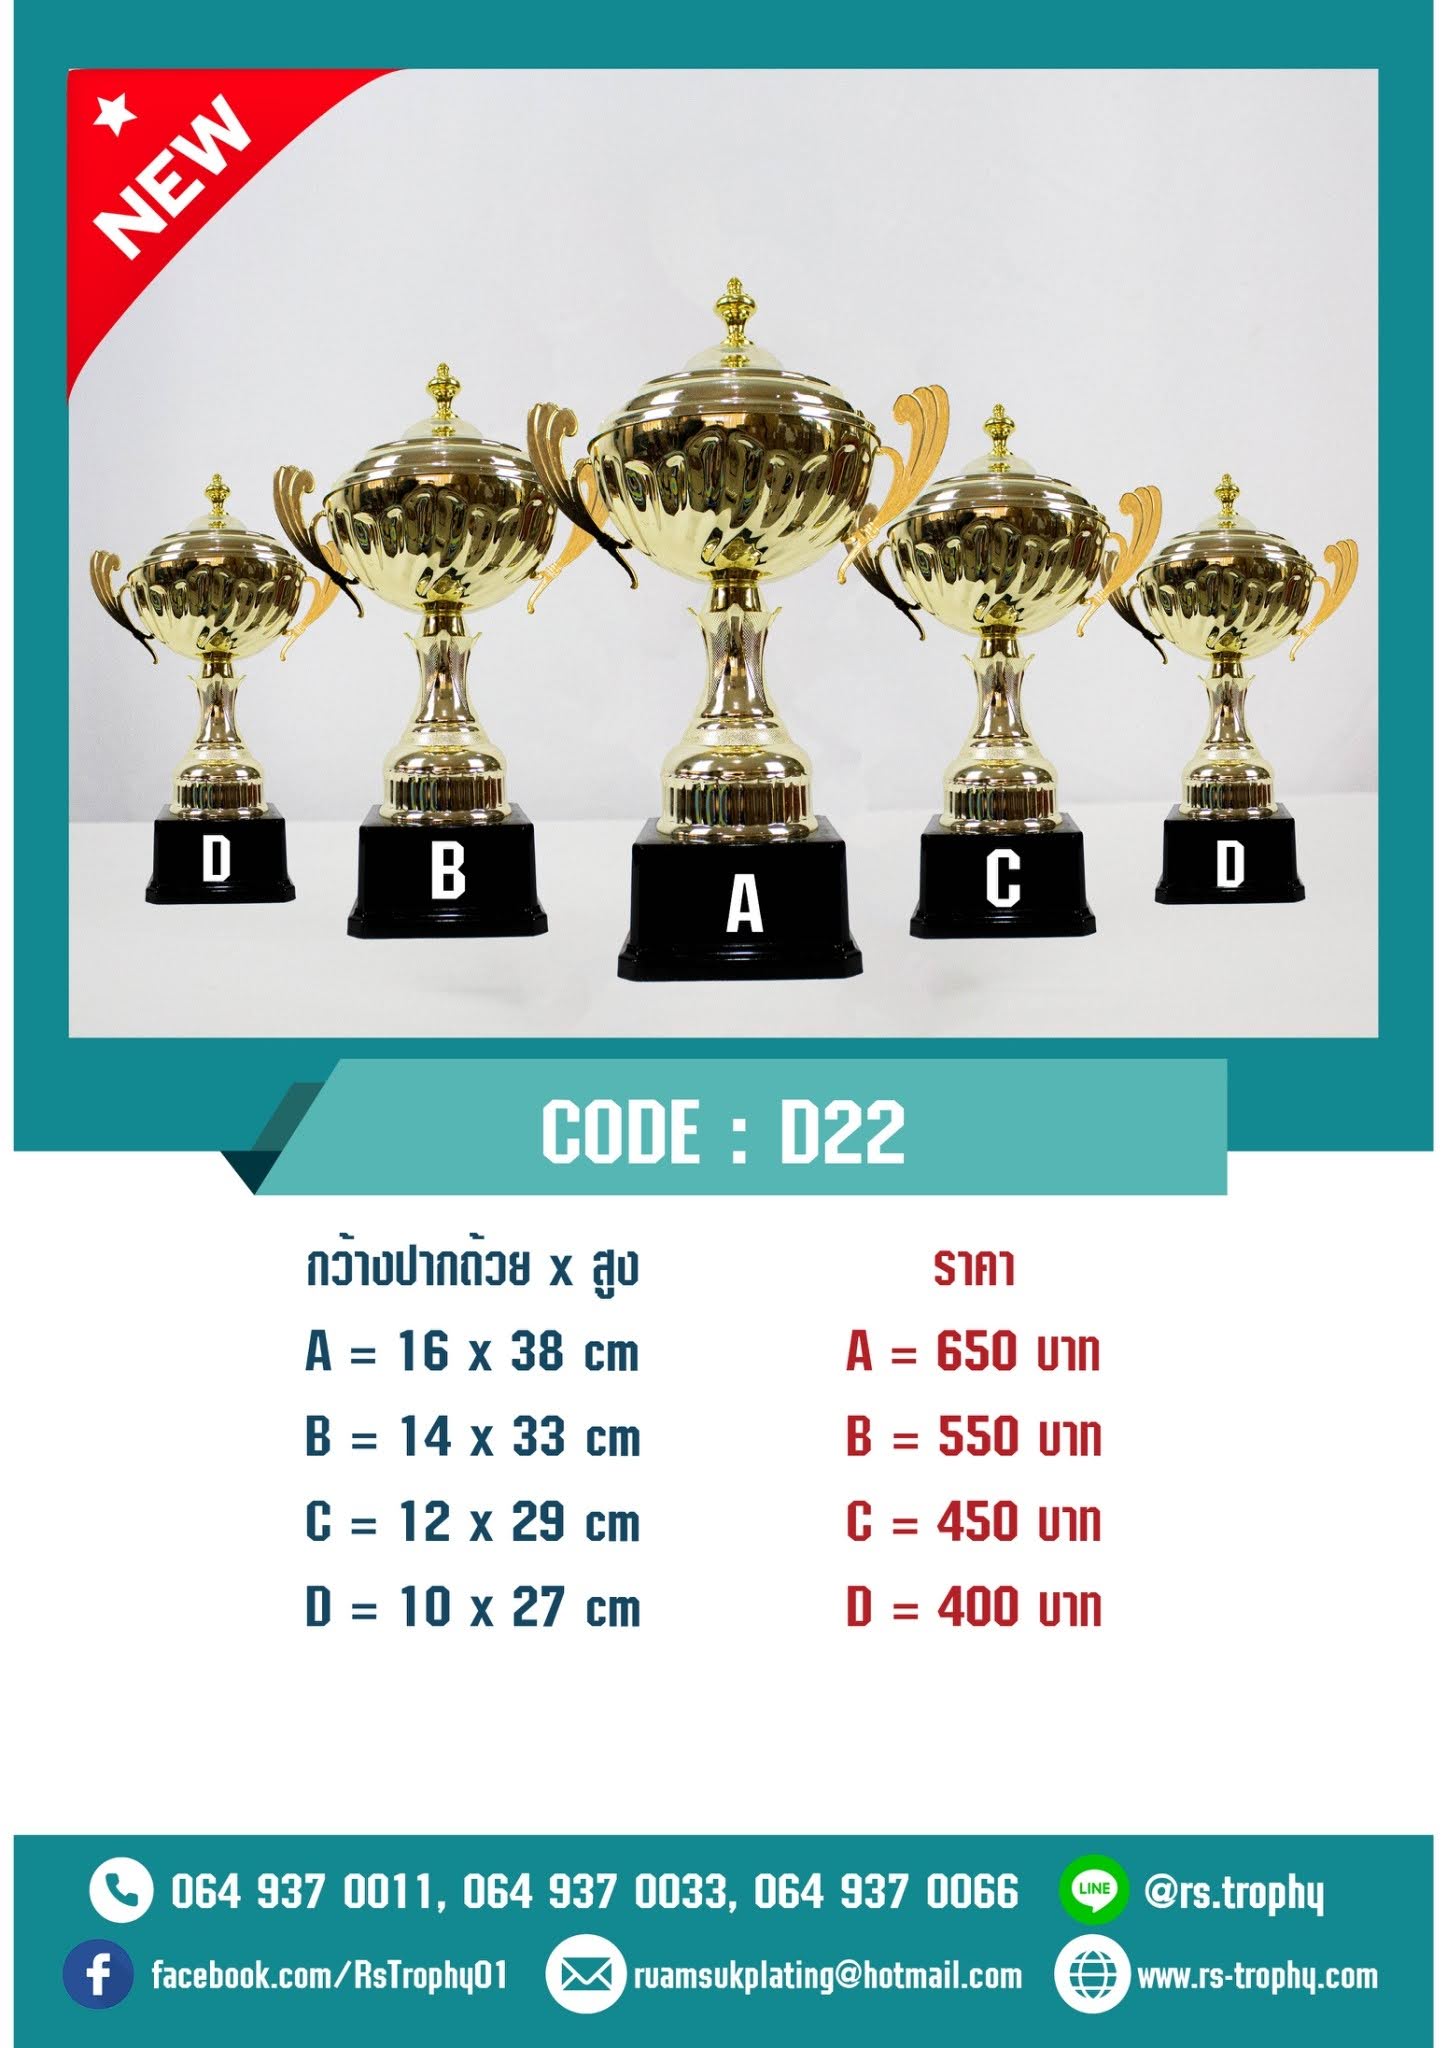 NEW
D B A C D
CODE : D22
กว้างปากถ้วย x สูง
A = 16 x 38 cm
B = 14 x 33 cm
C = 12 x 29 cm
D = 10 x 27 cm
ราคา
A = 650 บาท
B = 550 บาท
C = 450 บาท
D = 400 บาท
064 937 0011, 064 937 0033, 064 937 0066
LINE @rs.trophy
facebook.com/RsTrophy01
ruamsukplating@hotmail.com
www.rs-trophy.com